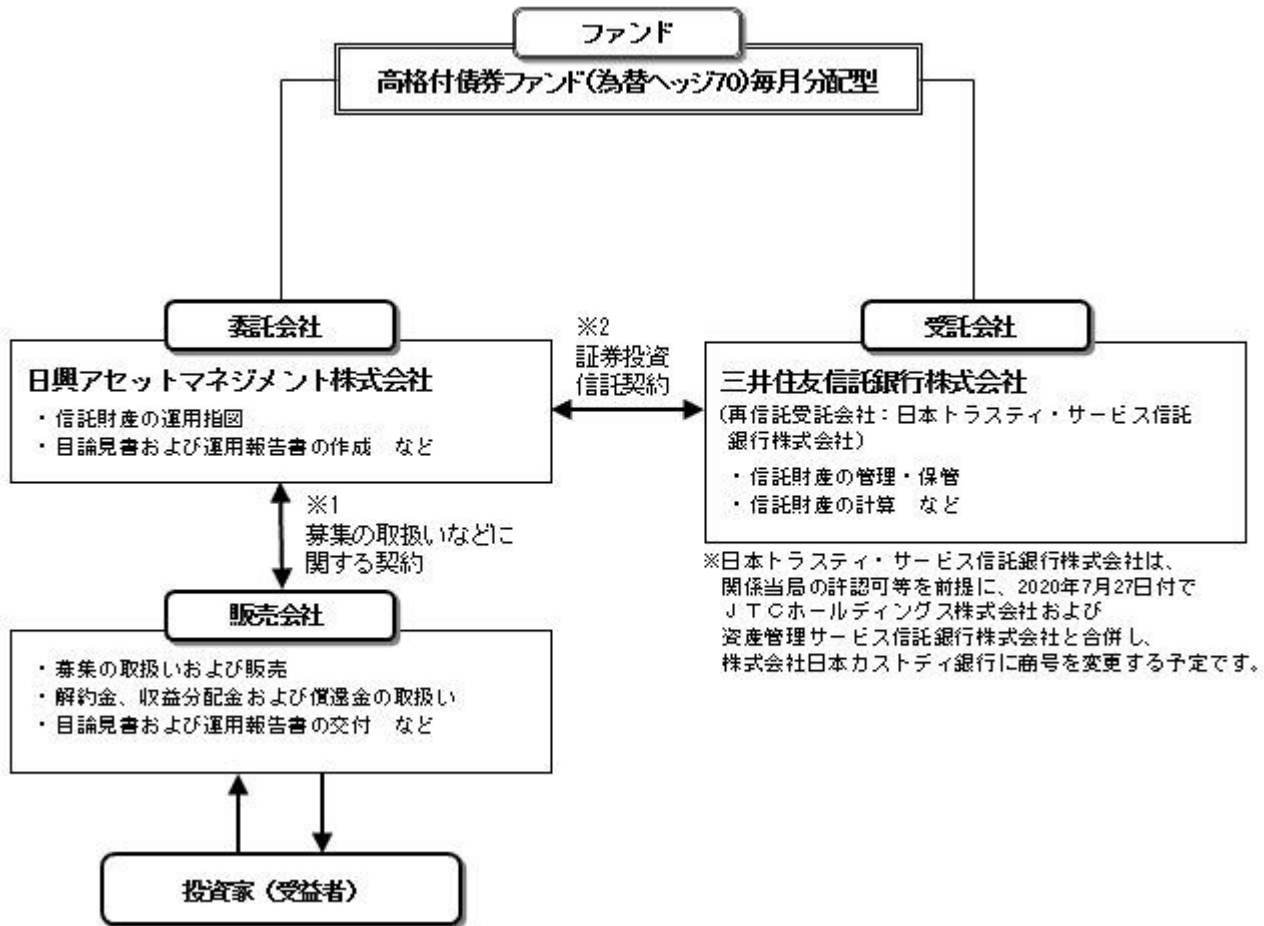 ファンド
高格付債券ファンド(為替ヘッジ70)毎月分配型
委託会社
日興アセットマネジメント株式会社
・信託財産の運用指図
・目論見書および運用報告書の作成　など
※2
証券投資
信託契約
受託会社
三井住友信託銀行株式会社
(再信託受託会社：日本トラスティ・サービス信託
銀行株式会社)
・信託財産の管理・保管
・信託財産の計算　など
※日本トラスティ・サービス信託銀行株式会社は、
関係当局の許認可等を前提に、2020年7月27日付で
ＪＴＣホールディングス株式会社および
資産管理サービス信託銀行株式会社と合併し、
株式会社日本カストディ銀行に商号を変更する予定です。
※1
募集の取扱いなどに
関する契約
販売会社
・募集の取扱いおよび販売
・解約金、収益分配金および償還金の取扱い
・目論見書および運用報告書の交付　など
投資家（受益者）